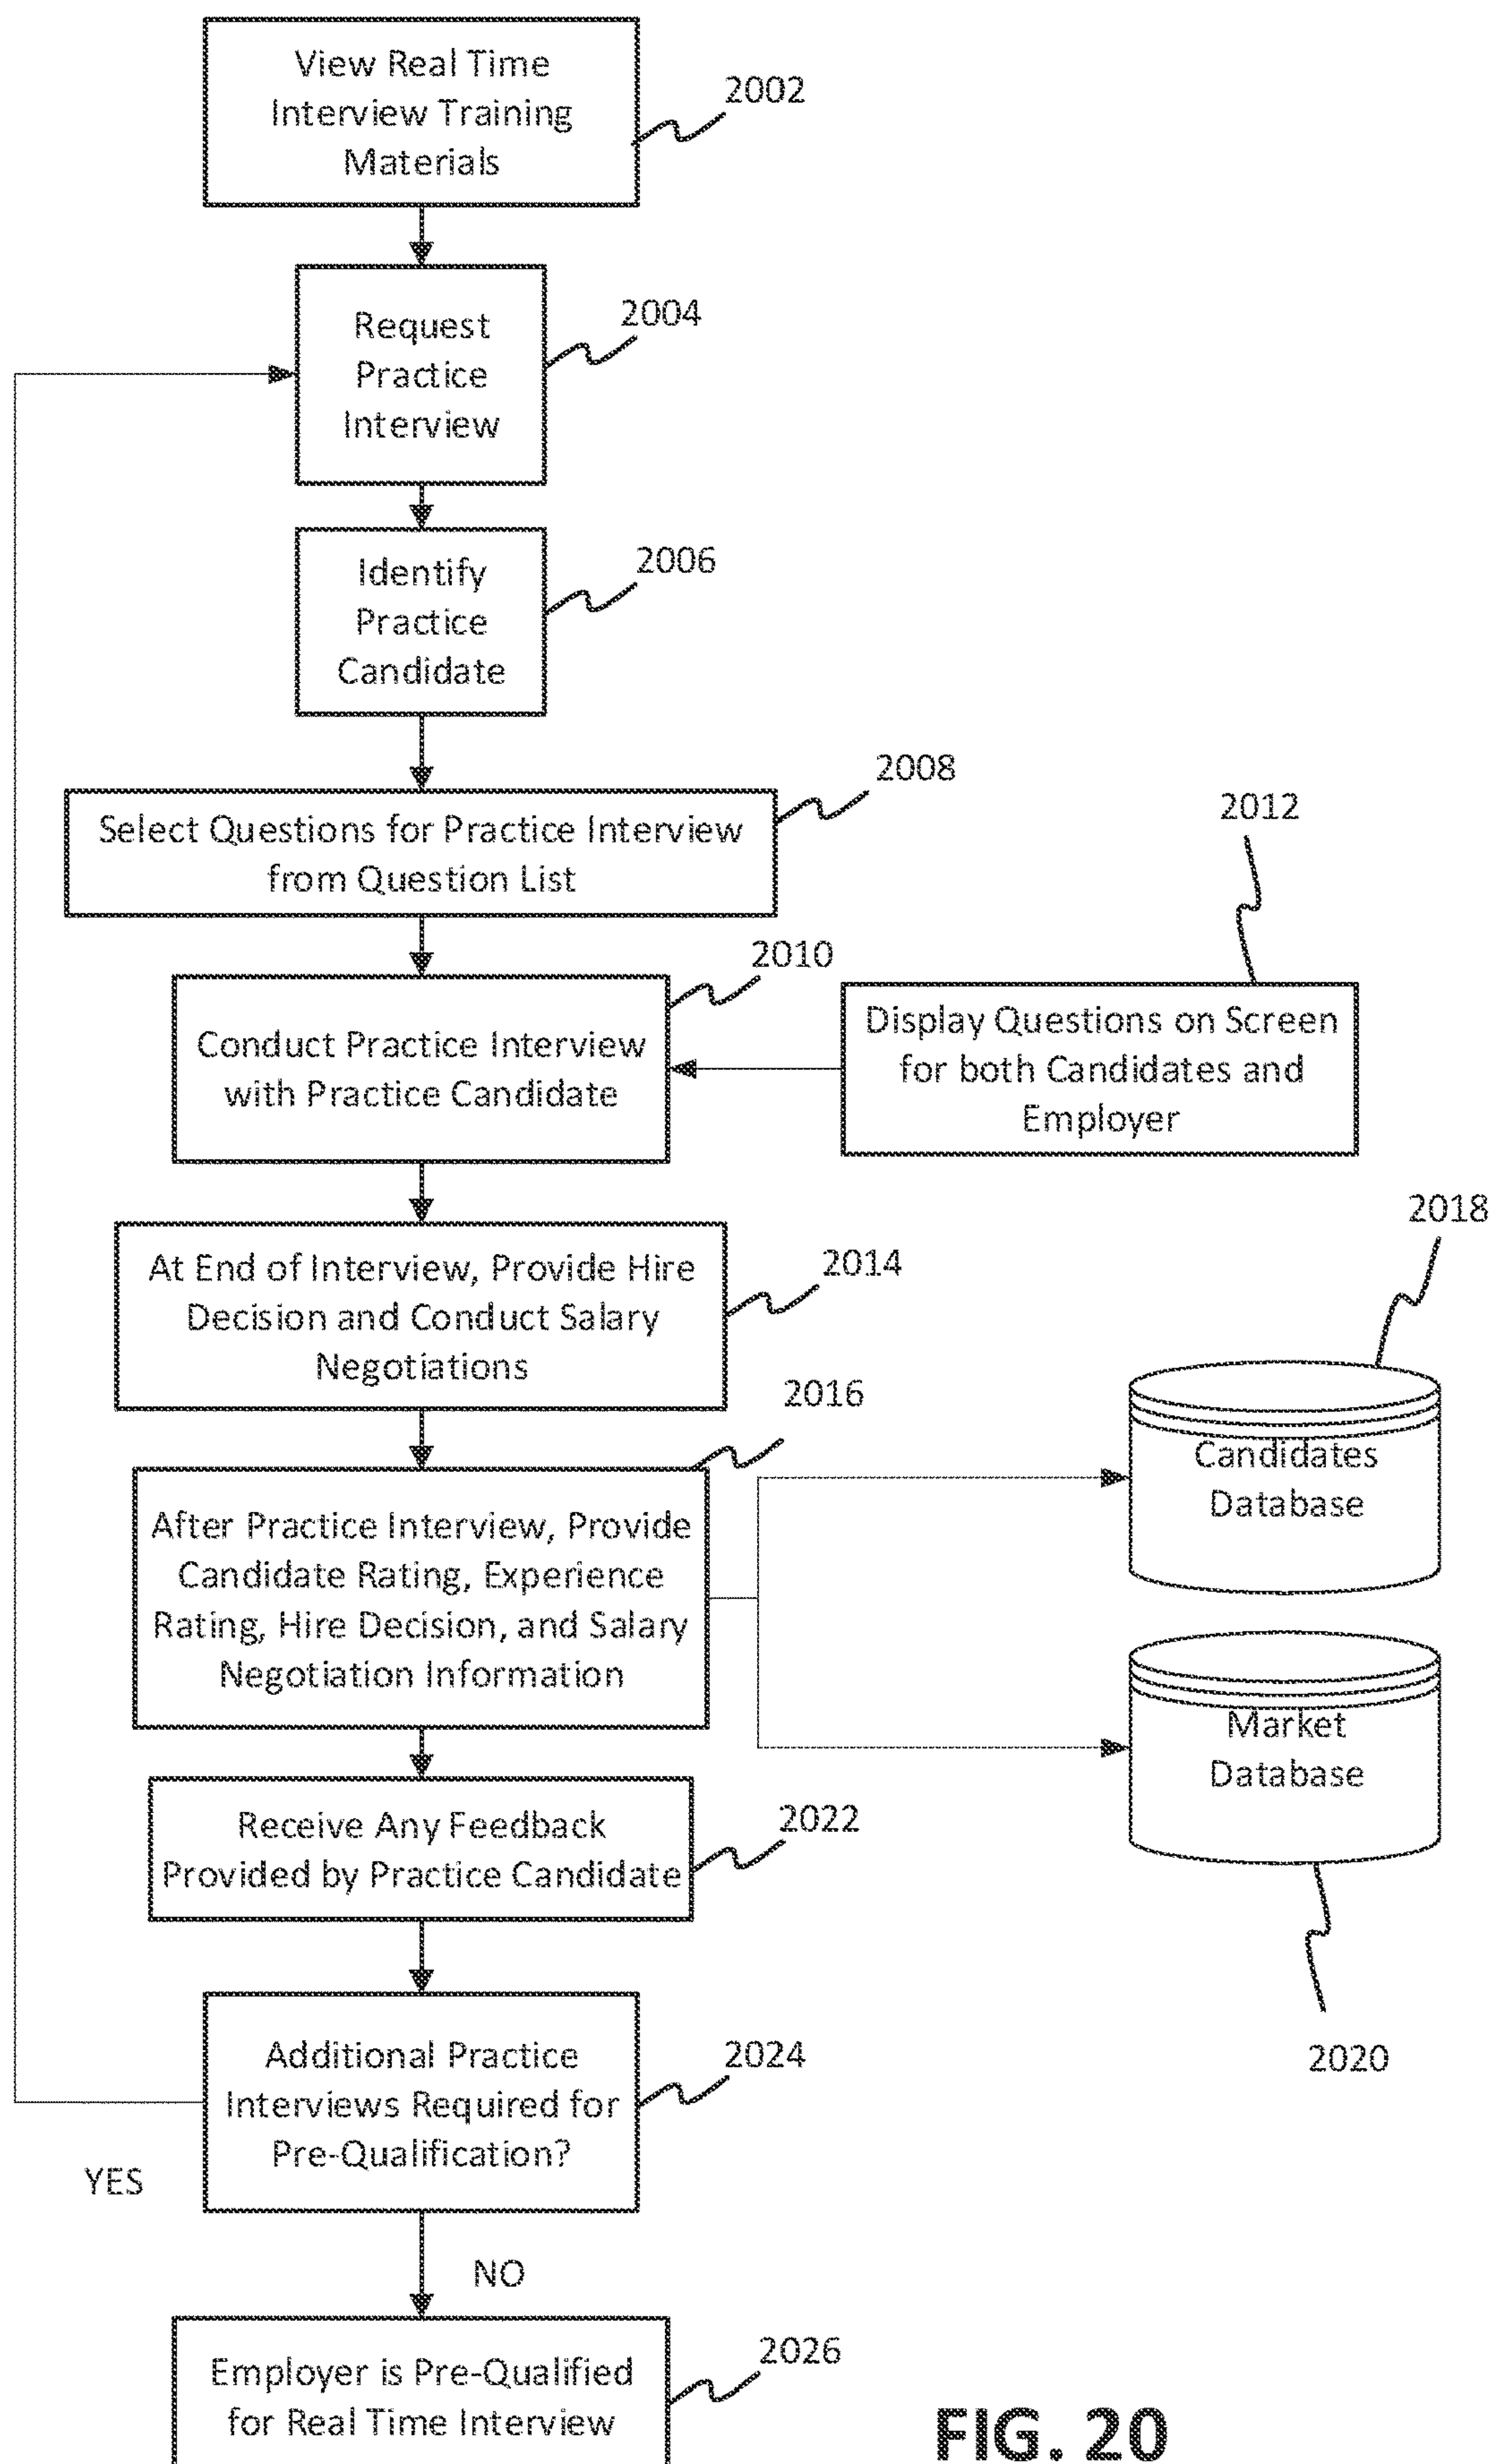 View Real Time
Interview Training
Materials
2002
Request
Practice
Interview
2004
Identify
Practice
Candidate
2006
Select Questions for Practice Interview
from Question List
2008
Conduct Practice Interview
with Practice Candidate
2010
Display Questions on Screen
for both Candidates and
Employer
2012
At End of Interview, Provide Hire
Decision and Conduct Salary
Negotiations
2014
After Practice Interview, Provide
Candidate Rating, Experience
Rating, Hire Decision, and Salary
Negotiation Information
2016
Candidates
Database
2018
Market
Database
2020
Receive Any Feedback
Provided by Practice Candidate
2022
Additional Practice
Interviews Required for
Pre-Qualification?
2024
YES
NO
Employer is Pre-Qualified
for Real Time Interview
2026
FIG. 20